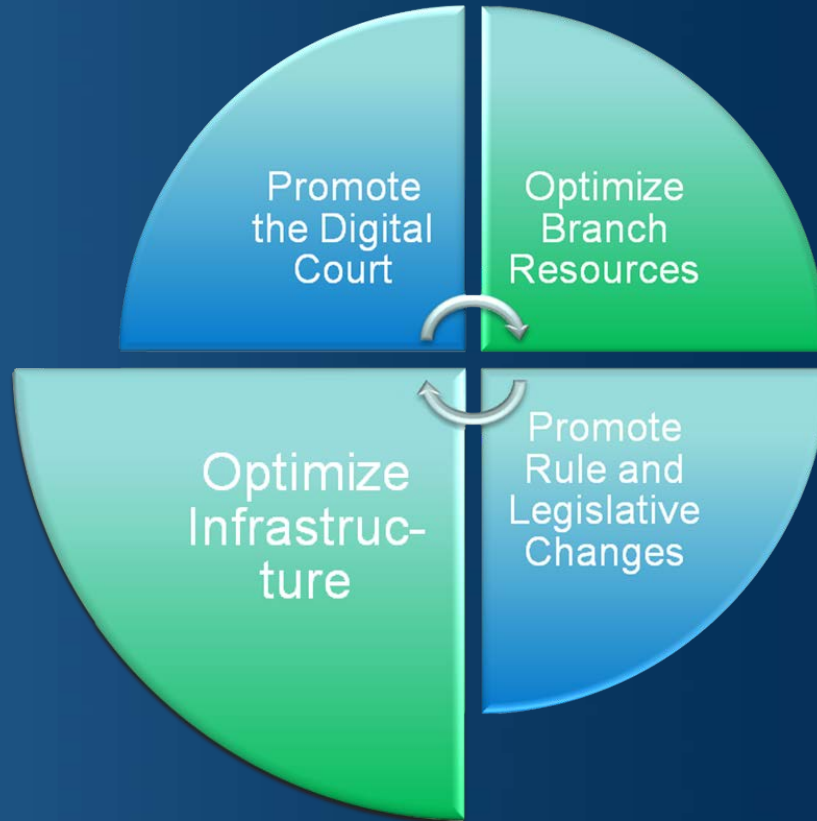 Promote
the Digital
Court
Optimize
Branch
Resources
Optimize
Infrastruc-
ture
Promote
Rule and
Legislative
Changes